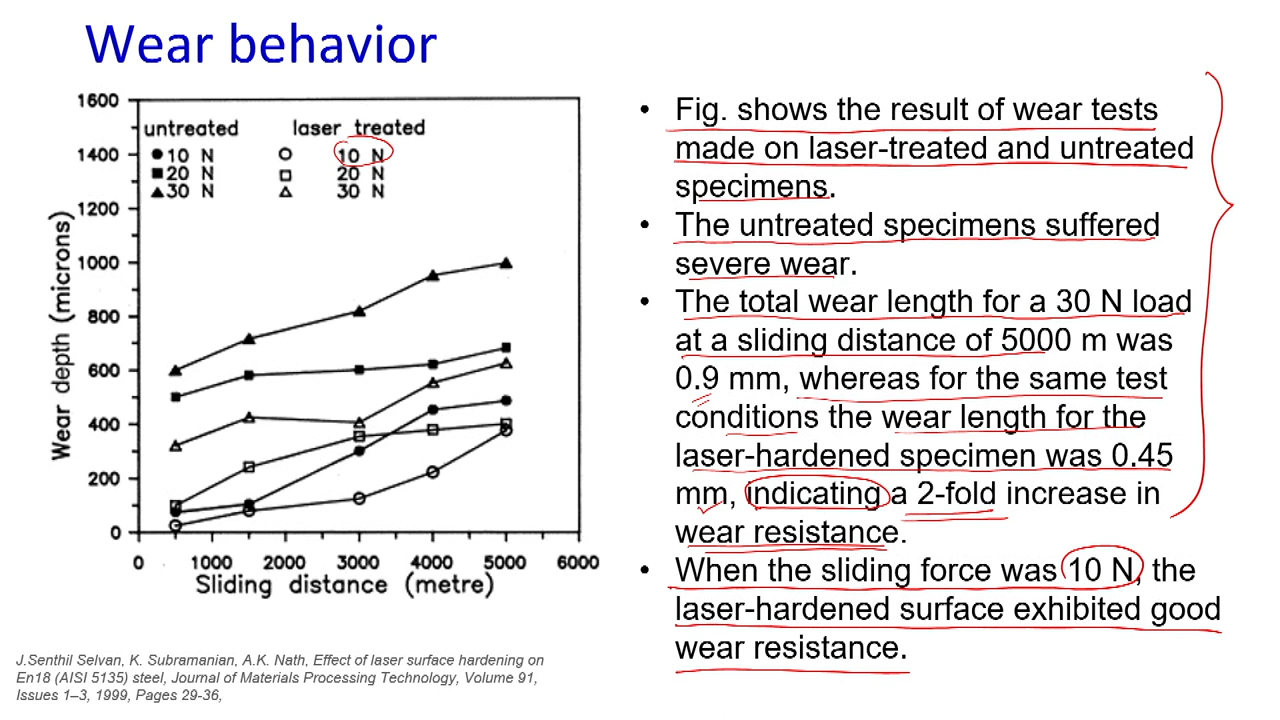 Wear behavior
1600
1400
1200
1000
800
600
400
200
0
Wear depth (microns)
untreated laser treated
10 N 10 N
20 N 20 N
30 N 30 N
0 1000 2000 3000 4000 5000 6000
Sliding distance (metre)
• Fig. shows the result of wear tests
made on laser-treated and untreated
specimens.
• The untreated specimens suffered
severe wear.
• The total wear length for a 30 N load
at a sliding distance of 5000 m was
0.9 mm, whereas for the same test
conditions the wear length for the
laser-hardened specimen was 0.45
mm, indicating a 2-fold increase in
wear resistance.
• When the sliding force was 10 N, the
laser-hardened surface exhibited good
wear resistance.
J.Senthil Selvan, K. Subramanian, A.K. Nath, Effect of laser surface hardening on
En18 (AISI 5135) steel, Journal of Materials Processing Technology, Volume 91,
Issues 1–3, 1999, Pages 29-36,